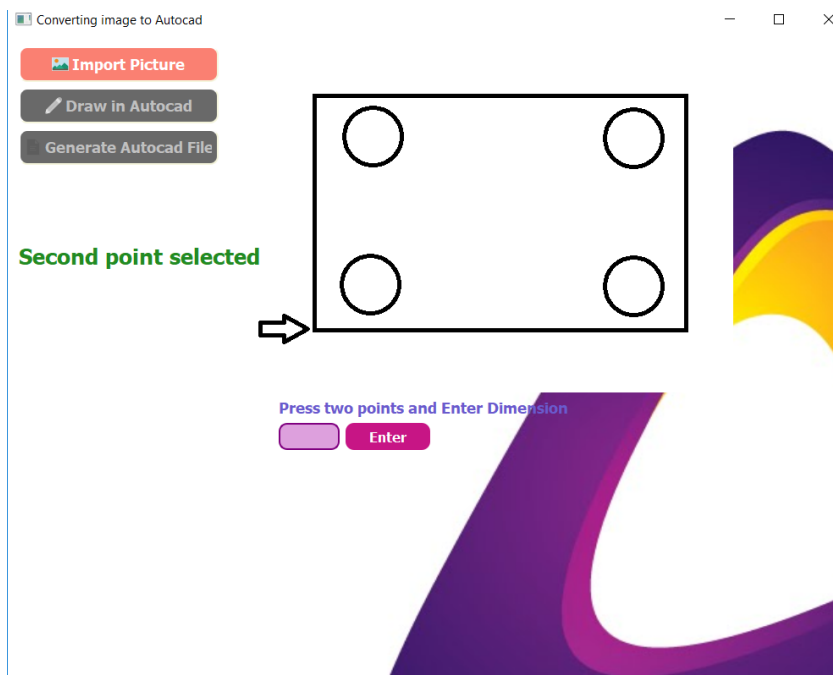 Converting image to Autocad
Import Picture
Draw in Autocad
Generate Autocad File
Second point selected
Press two points and Enter Dimension
Enter